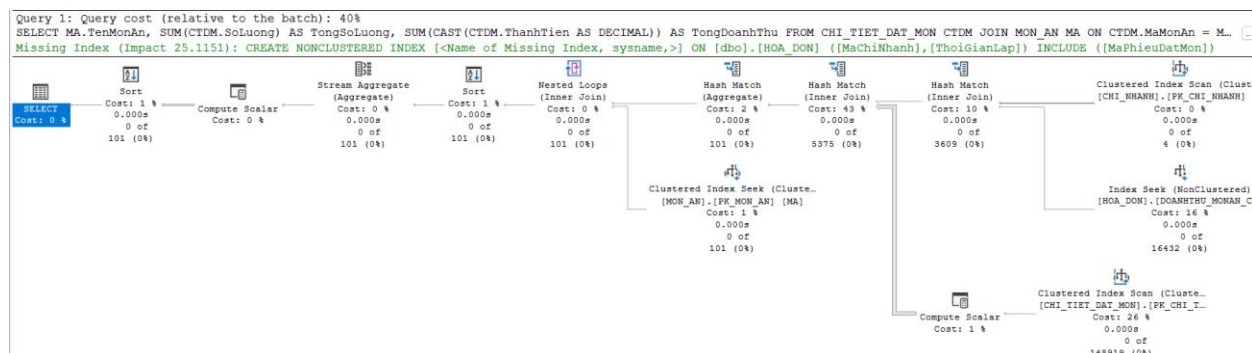 Query 1: Query cost (relative to the batch): 40%
SELECT MA.TenMonAn, SUM(CTDM.SoLuong) AS TongSoLuong, SUM(CAST(CTDM.ThanhTien AS DECIMAL)) AS TongDoanhThu FROM CHI_TIET_DAT_MON CTDM JOIN MON_AN MA ON CTDM.MaMonAn = M…
Missing Index (Impact 25.1151): CREATE NONCLUSTERED INDEX [<Name of Missing Index, sysname,>] ON [dbo].[HOA_DON] ([MaChiNhanh],[ThoiGianLap]) INCLUDE ([MaPhieuDatMon])
SELECT
Cost: 0 %
Sort
Cost: 1 %
0.000s
0 of
101 (0%)
Compute Scalar
Cost: 0 %
Stream Aggregate
(Aggregate)
Cost: 0 %
0.000s
0 of
101 (0%)
Sort
Cost: 1 %
0.000s
0 of
101 (0%)
Nested Loops
(Inner Join)
Cost: 0 %
0.000s
0 of
101 (0%)
Hash Match
(Aggregate)
Cost: 2 %
0.000s
0 of
101 (0%)
Hash Match
(Inner Join)
Cost: 43 %
0.000s
0 of
5375 (0%)
Hash Match
(Inner Join)
Cost: 10 %
0.000s
0 of
3609 (0%)
Clustered Index Scan (Clust
[CHI_NHANH].[PK_CHI_NHANH]
Cost: 0 %
0.000s
0 of
4 (0%)
Clustered Index Seek (Cluste…
[MON_AN].[PK_MON_AN] [MA]
Cost: 1 %
0.000s
0 of
101 (0%)
Index Seek (NonClustered)
[HOA_DON].[DOANHTHU_MONAN_C
Cost: 16 %
0.000s
0 of
16432 (0%)
Compute Scalar
Cost: 1 %
Clustered Index Scan (Cluste…
[CHI_TIET_DAT_MON].[PK_CHI_T…
Cost: 26 %
0.000s
0 of
168919 (0%)